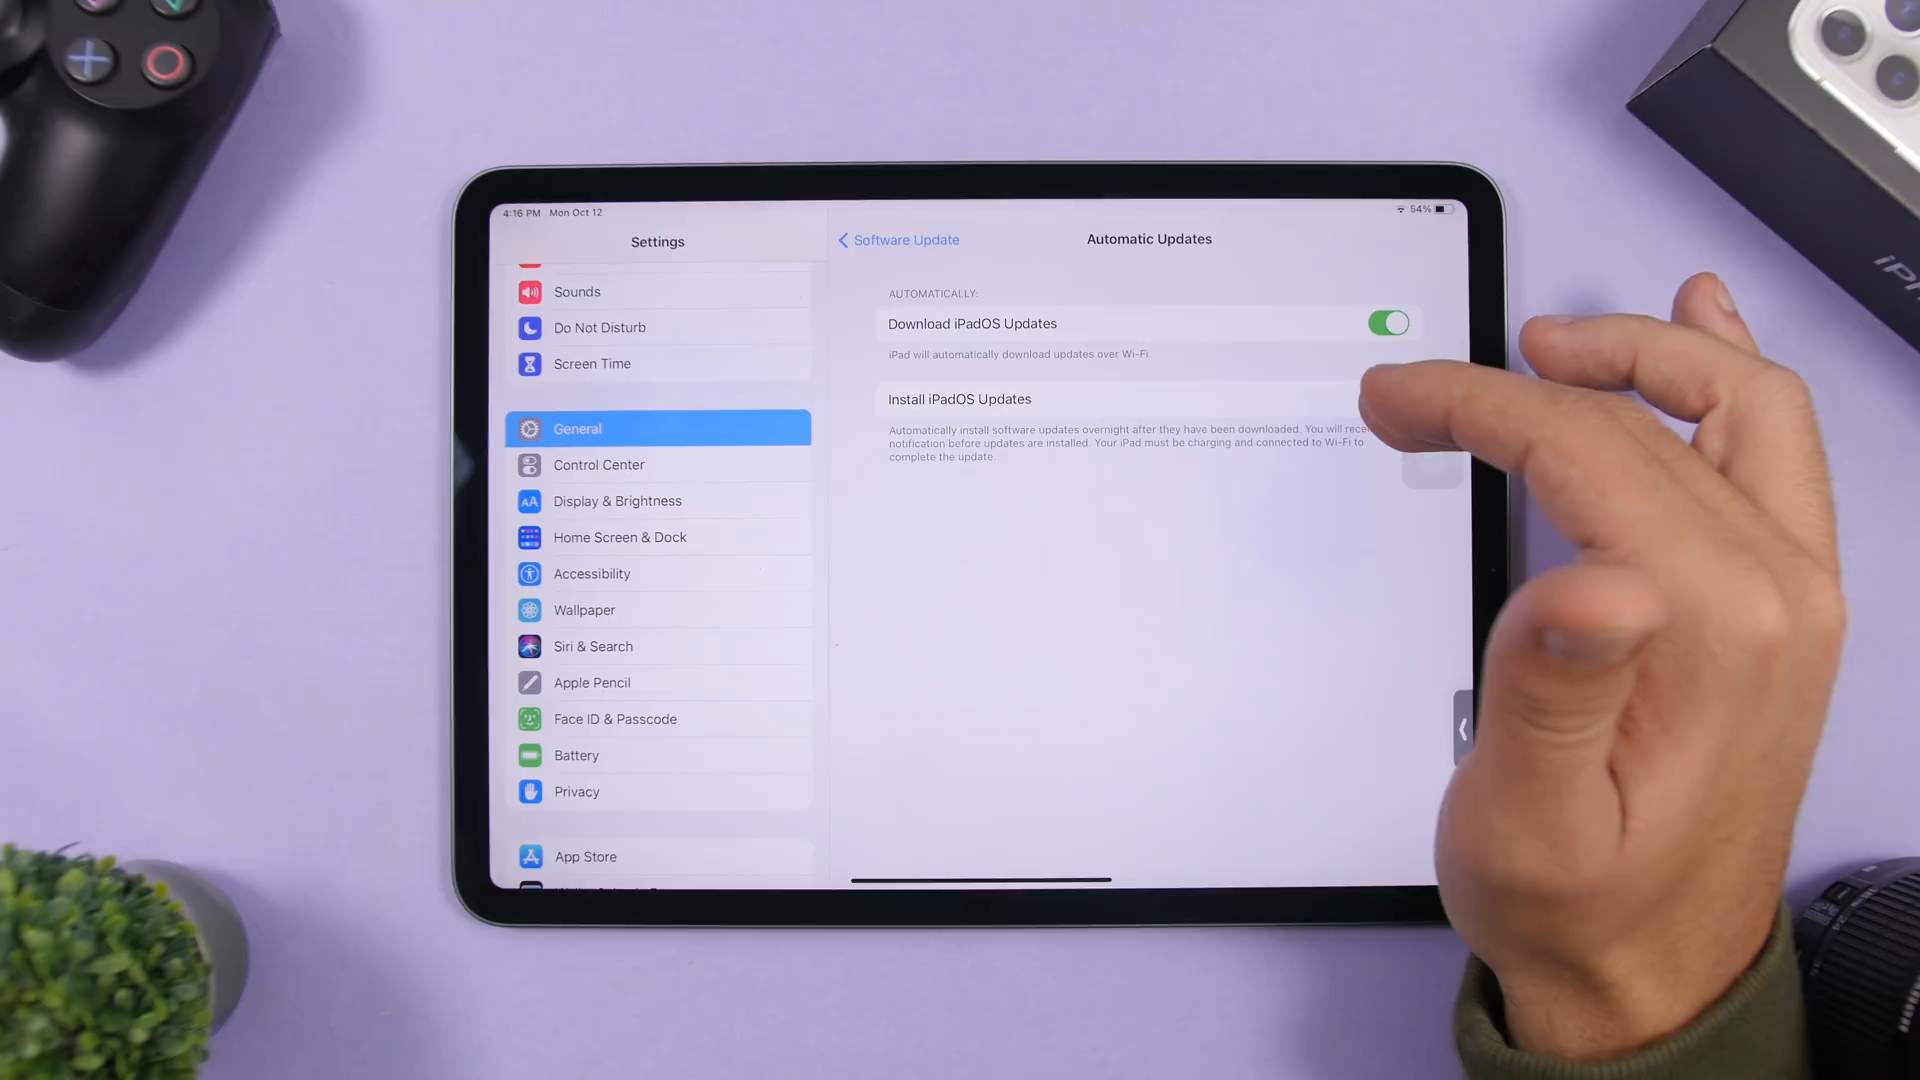 4:16 PM Mon Oct 12
54%
Settings
Sounds
Do Not Disturb
Screen Time
General
Control Center
Display & Brightness
Home Screen & Dock
Accessibility
Wallpaper
Siri & Search
Apple Pencil
Face ID & Passcode
Battery
Privacy
App Store
Software Update
Automatic Updates
AUTOMATICALLY:
Download iPadOS Updates
iPad will automatically download updates over Wi-Fi.
Install iPadOS Updates
Automatically install software updates overnight after they have been downloaded. You will
notification before updates are installed. Your iPad must be charging and connected to Wi-Fi to
complete the update.